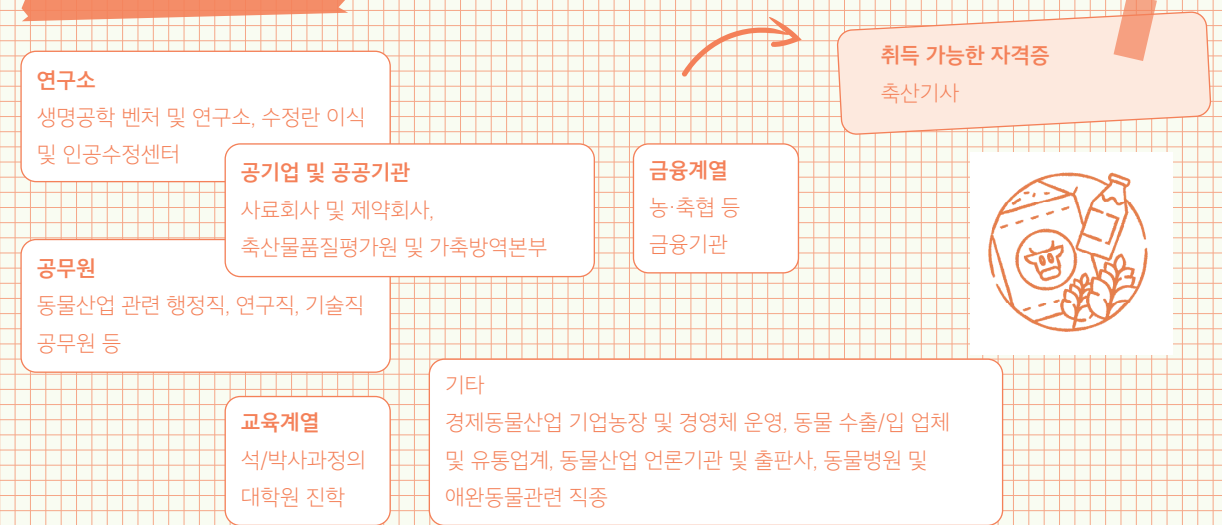 취득 가능한 자격증
축산기사
연구소
생명공학 벤처 및 연구소, 수정란 이식
및 인공수정센터
공기업 및 공공기관
사료회사 및 제약회사,
축산물품질평가원 및 가축방역본부
금융계열
농·축협 등
금융기관
공무원
동물산업 관련 행정직, 연구직, 기술직
공무원 등
교육계열
석/박사과정의
대학원 진학
기타
경제동물산업 기업농장 및 경영체 운영, 동물 수출/입 업체
및 유통업계, 동물산업 언론기관 및 출판사, 동물병원 및
애완동물관련 직종